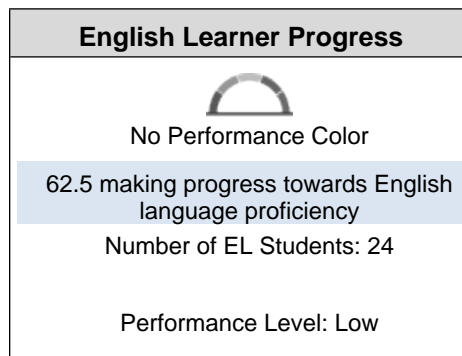 English Learner Progress
No Performance Color
62.5 making progress towards English
language proficiency
Number of EL Students: 24
Performance Level: Low